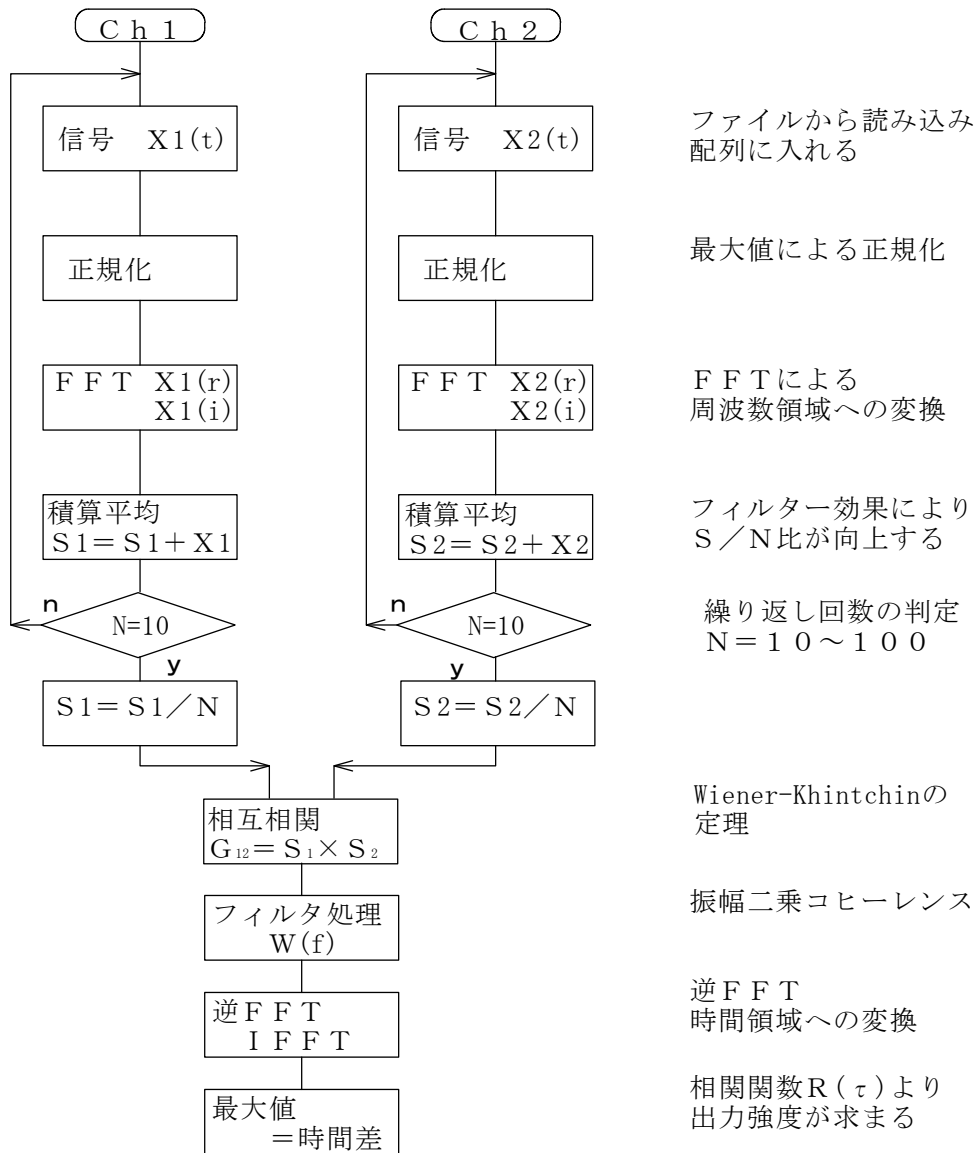 Ｃｈ１
Ｃｈ２
信号　X1(t)
信号　X2(t)
ファイルから読み込み
配列に入れる
正規化
正規化
最大値による正規化
ＦＦＴ X1(r)
X1(i)
ＦＦＴ X2(r)
X2(i)
ＦＦＴによる
周波数領域への変換
積算平均
S1＝S1＋X1
積算平均
S2＝S2＋X2
フィルター効果により
Ｓ／Ｎ比が向上する
n
N=10
y
n
N=10
y
繰り返し回数の判定
Ｎ＝１０～１００
S1＝S1／N
S2＝S2／N
相互相関
G₁₂＝S₁×S₂
Wiener-Khintchinの
定理
フィルタ処理
W(f)
振幅二乗コヒーレンス
逆ＦＦＴ
ＩＦＦＴ
逆ＦＦＴ
時間領域への変換
最大値
＝時間差
相関関数Ｒ(τ)より
出力強度が求まる